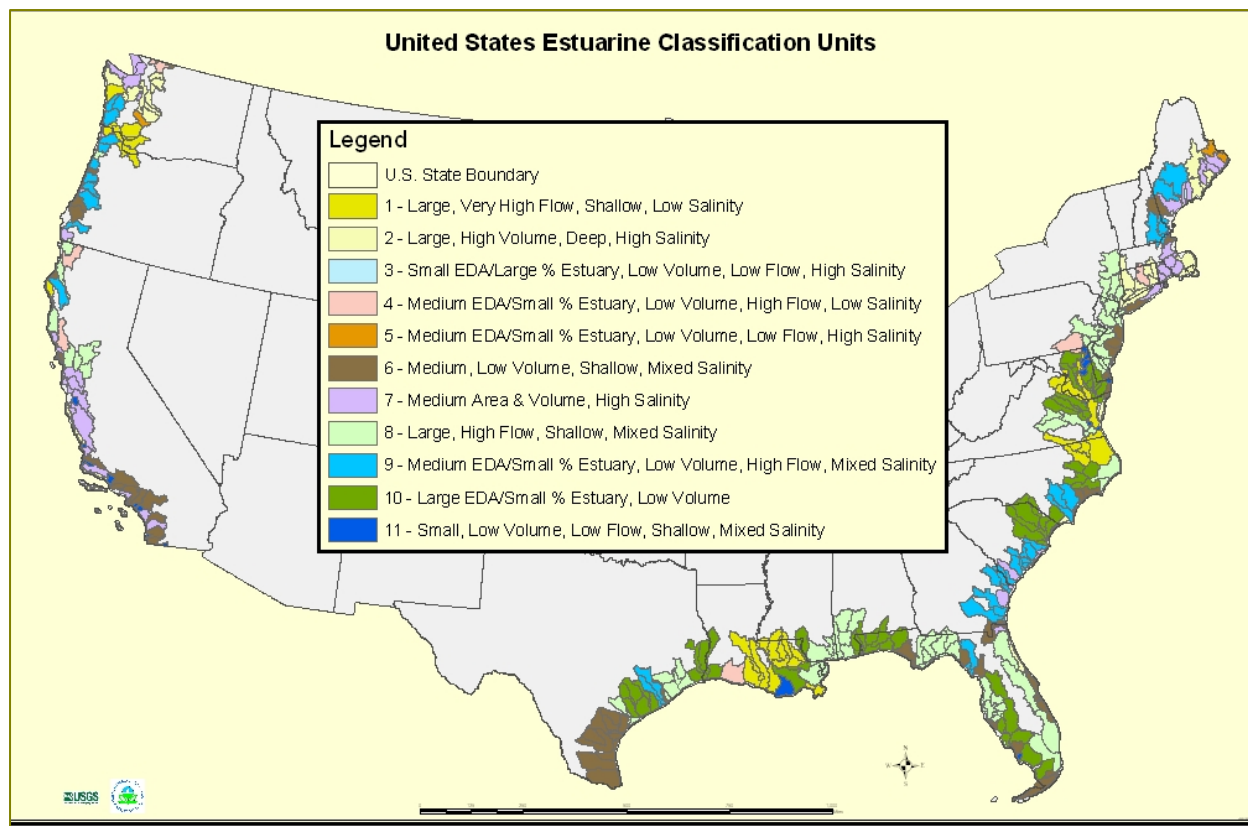 United States Estuarine Classification Units
Legend
U.S. State Boundary
1 - Large, Very High Flow, Shallow, Low Salinity
2 - Large, High Volume, Deep, High Salinity
3 - Small EDA/Large % Estuary, Low Volume, Low Flow, High Salinity
4 - Medium EDA/Small % Estuary, Low Volume, High Flow, Low Salinity
5 - Medium EDA/Small % Estuary, Low Volume, Low Flow, High Salinity
6 - Medium, Low Volume, Shallow, Mixed Salinity
7 - Medium Area & Volume, High Salinity
8 - Large, High Flow, Shallow, Mixed Salinity
9 - Medium EDA/Small % Estuary, Low Volume, High Flow, Mixed Salinity
10 - Large EDA/Small % Estuary, Low Volume
11 - Small, Low Volume, Low Flow, Shallow, Mixed Salinity
N
W E
S
USGS